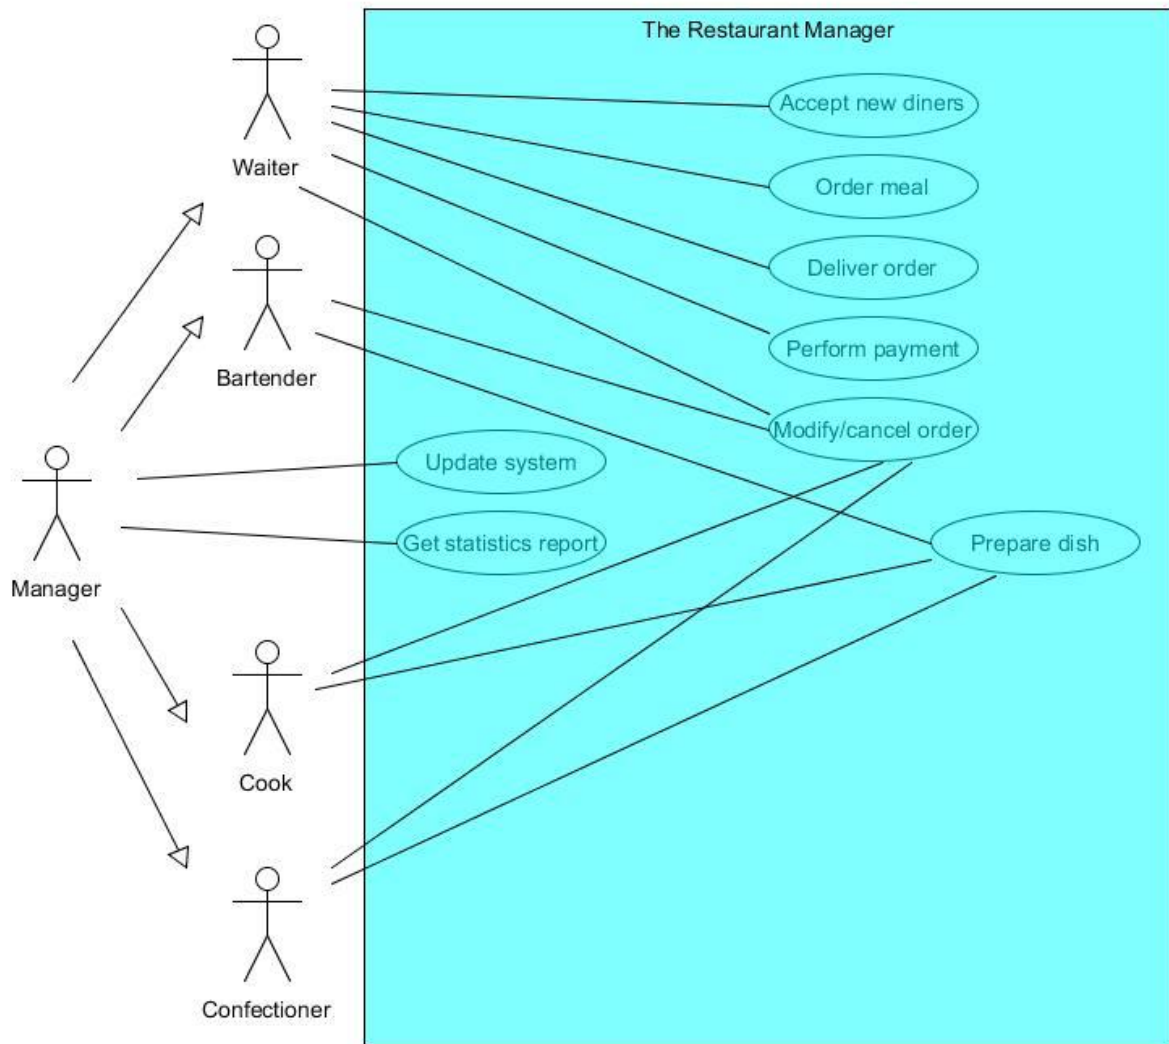 The Restaurant Manager
Accept new diners
Waiter
Order meal
Deliver order
Perform payment
Bartender
Modify/cancel order
Update system
Get statistics report
Prepare dish
Manager
Cook
Confectioner